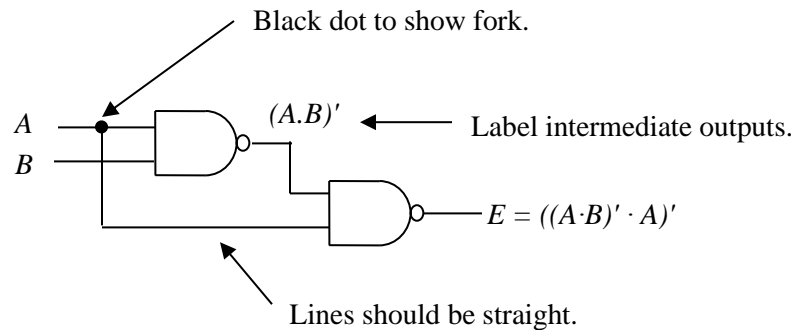 Black dot to show fork.
A
(A.B)′
Label intermediate outputs.
B
E = ((A·B)′ · A)′
Lines should be straight.